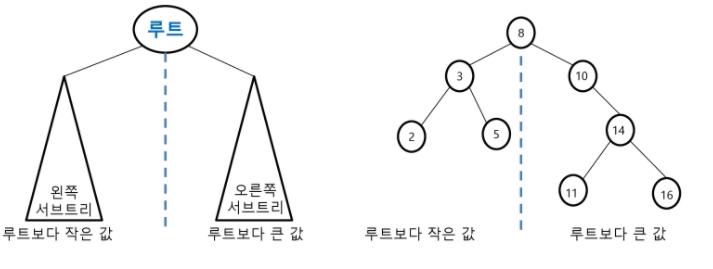 루트
왼쪽
서브트리
오른쪽
서브트리
루트보다 작은 값
루트보다 큰 값
8
3
10
2
5
14
11
16
루트보다 작은 값
루트보다 큰 값